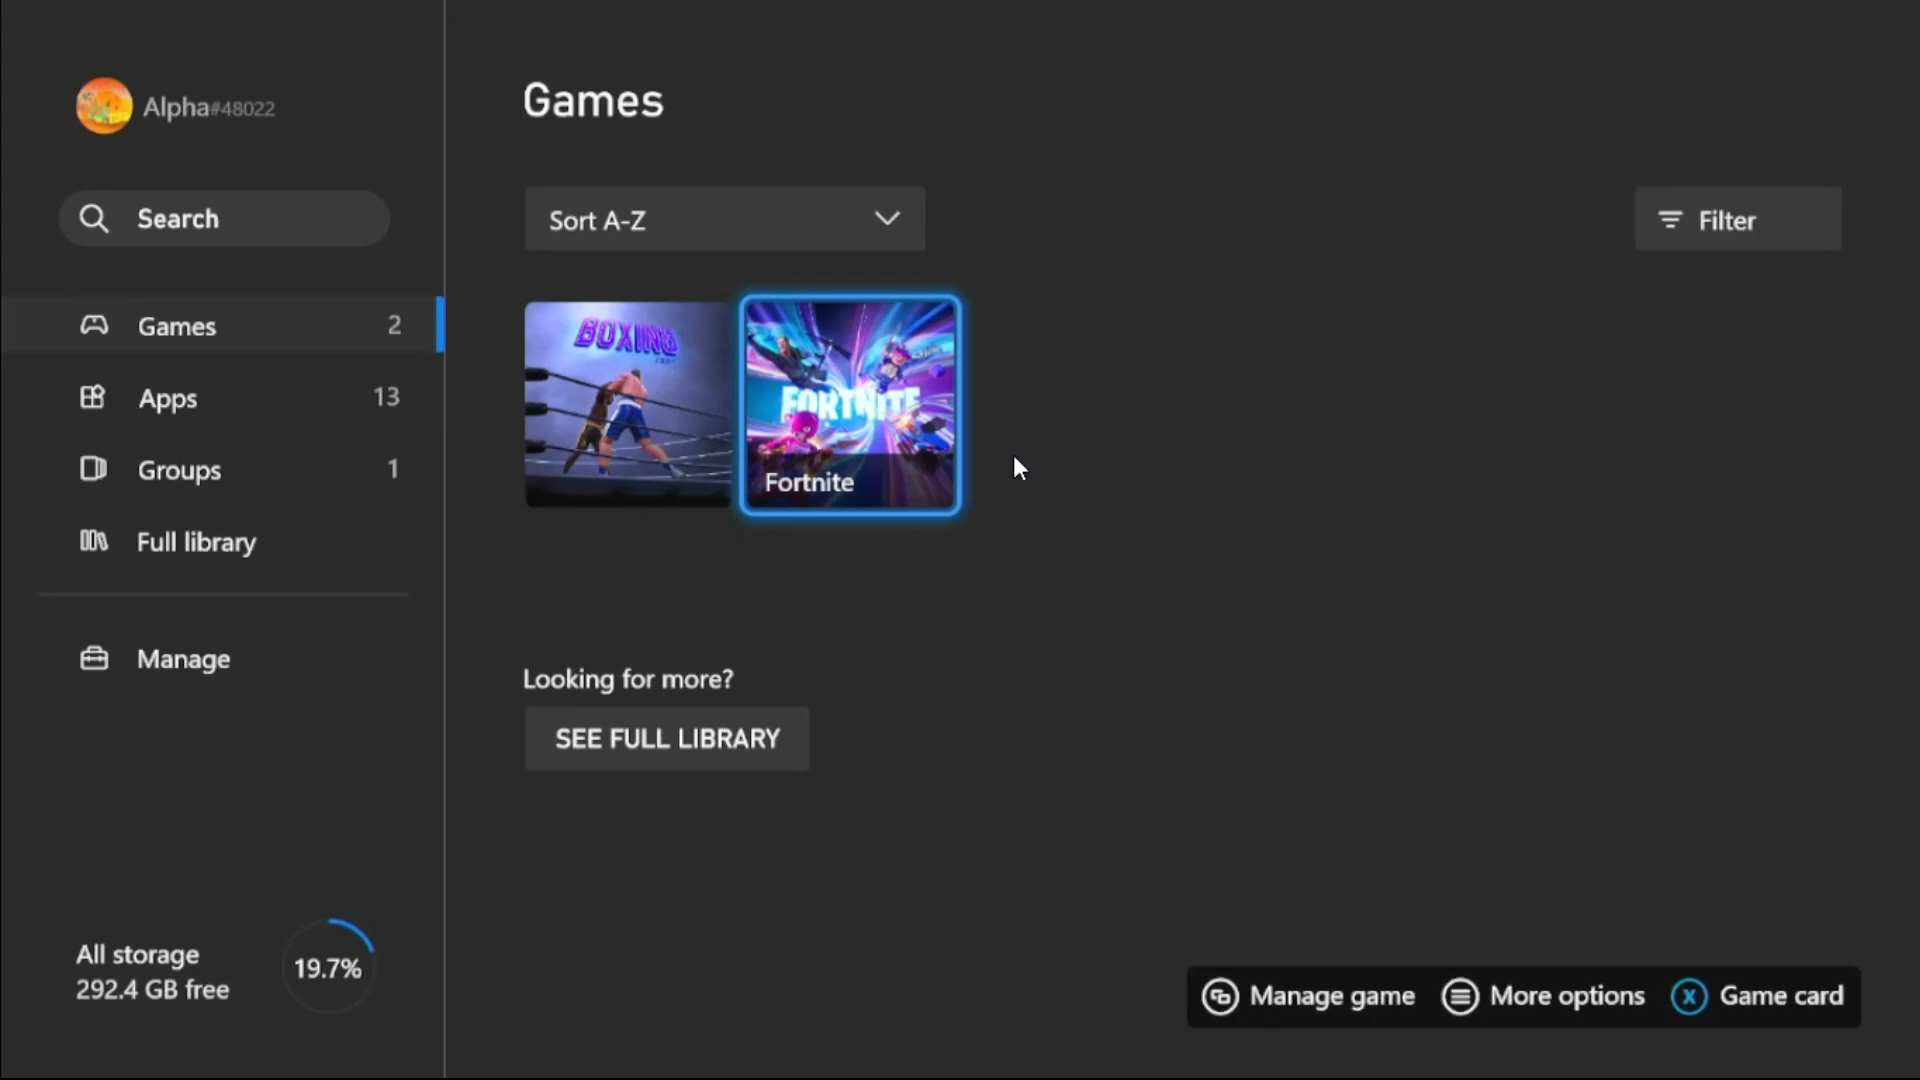 Alpha#48022
Search
Games 2
Apps 13
Groups 1
Full library
Manage
All storage
292.4 GB free
19.7%
Games
Sort A-Z
Filter
BOXING
FORTNITE
Fortnite
Looking for more?
SEE FULL LIBRARY
Manage game
More options
X Game card